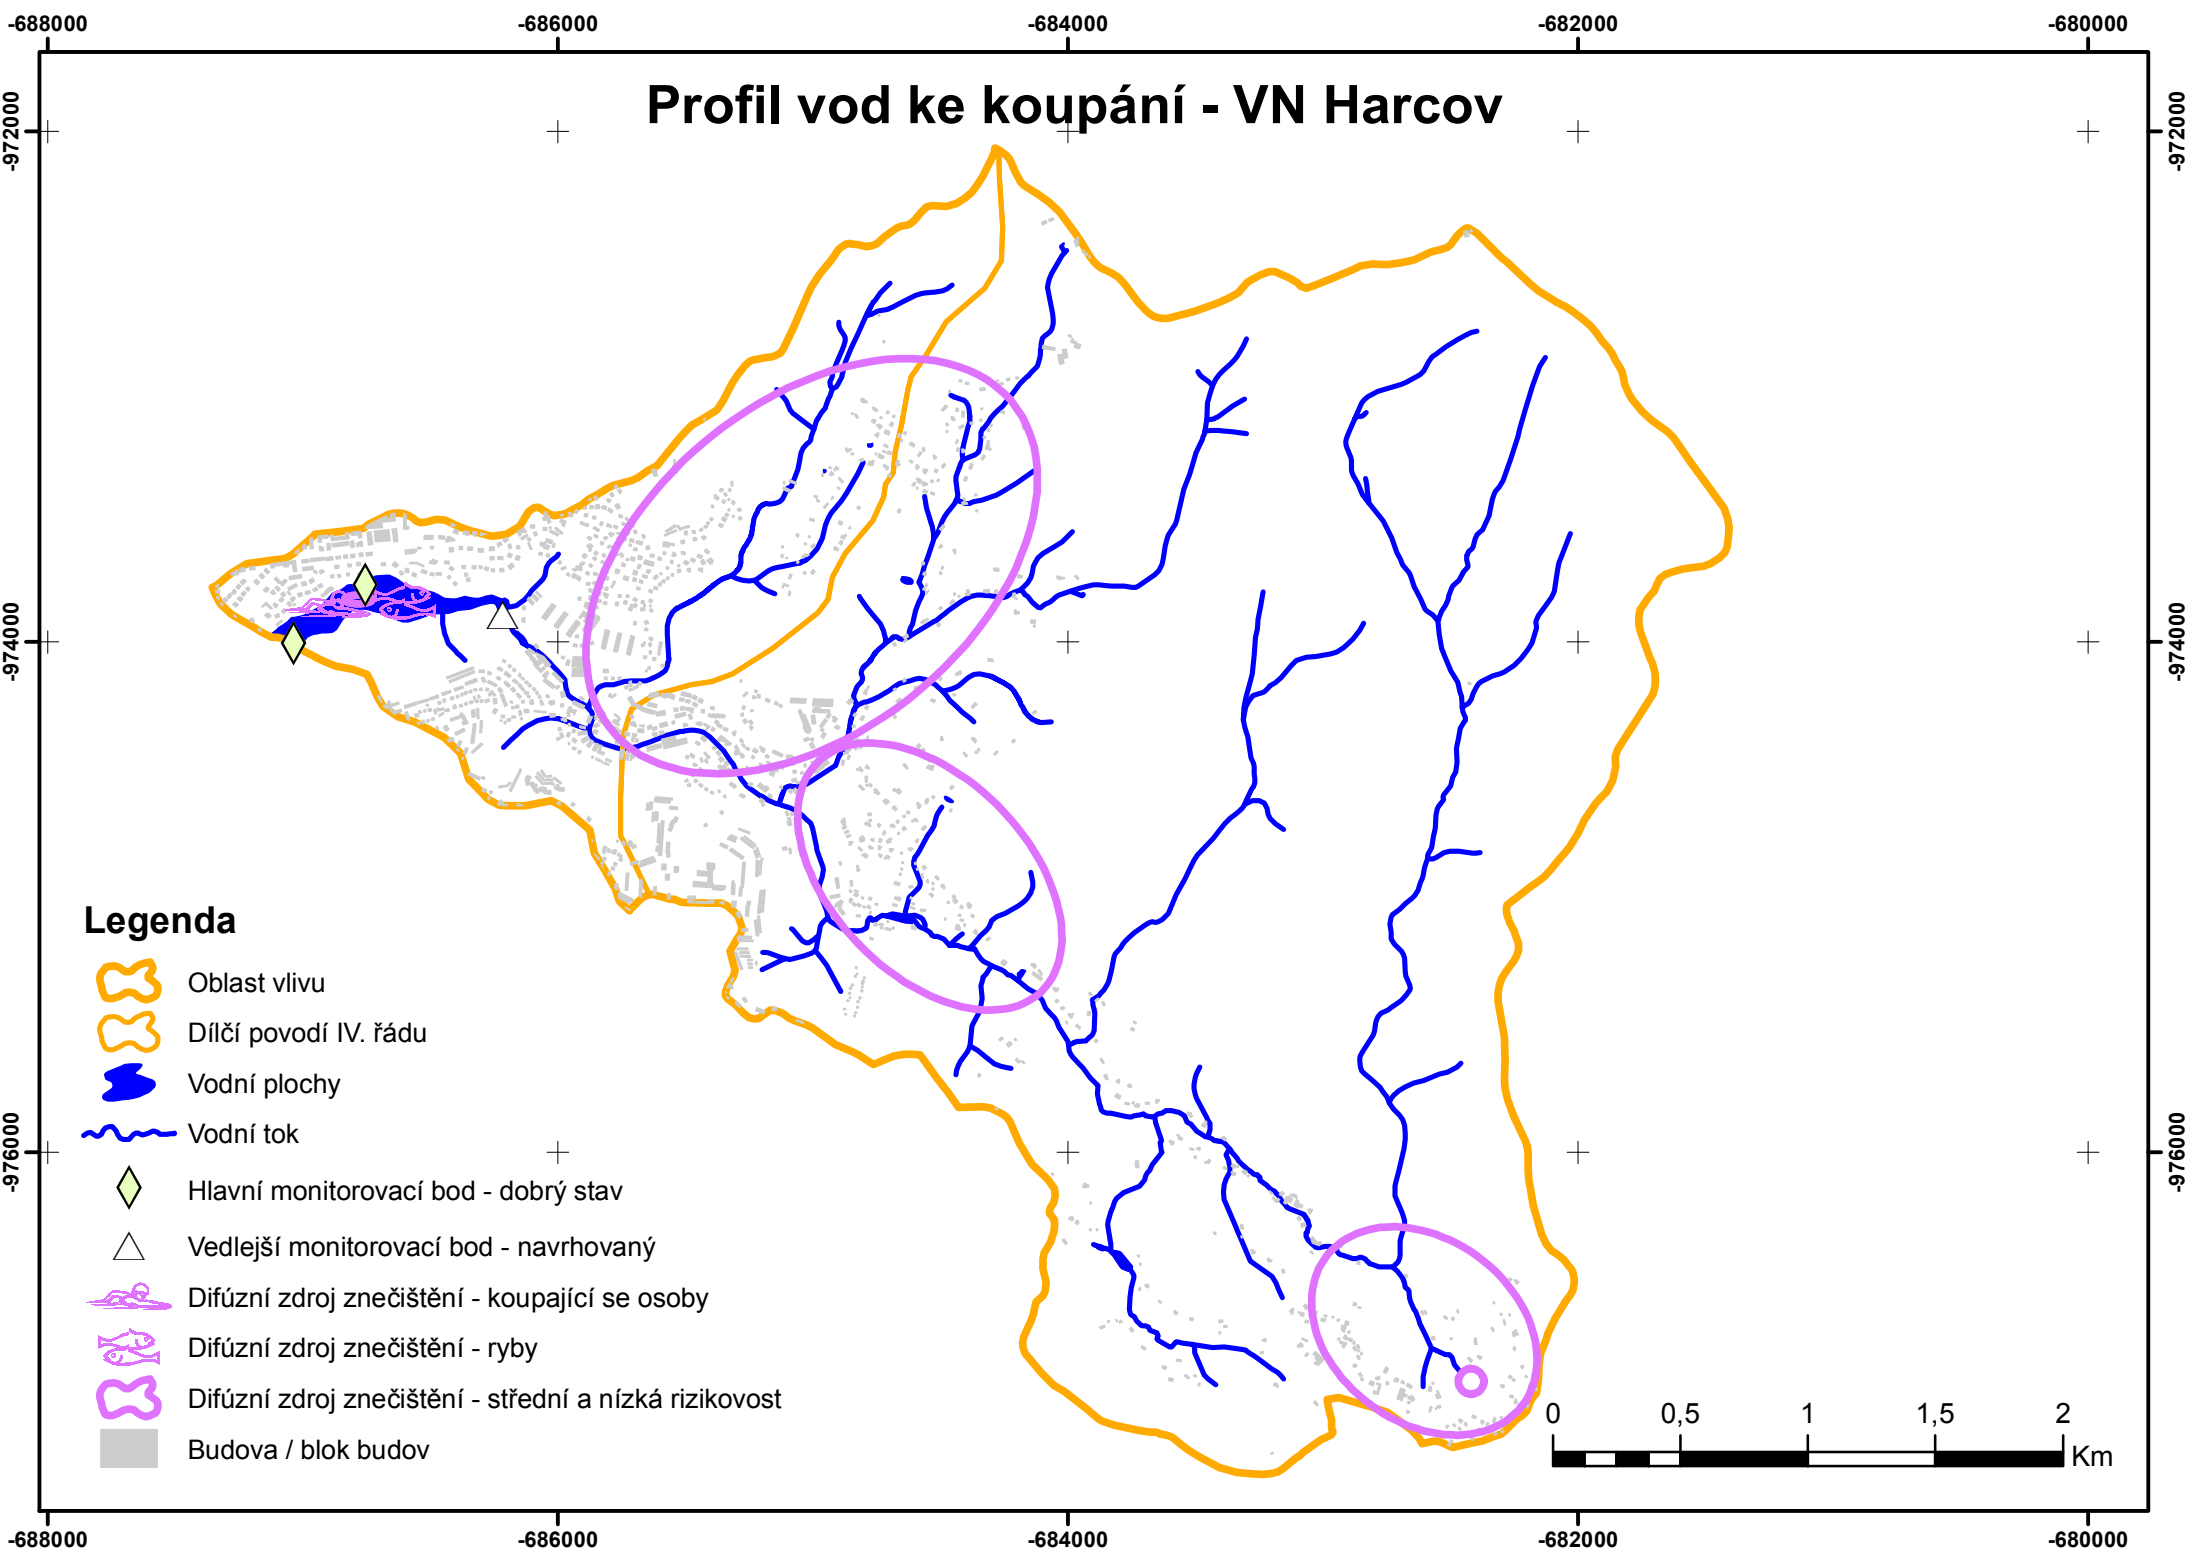 -688000 -686000 -684000 -682000 -680000
Profil vod ke koupání - VN Harcov
-972000 -972000
-974000 -974000
Legenda
Oblast vlivu
Dílčí povodí IV. řádu
Vodní plochy
Vodní tok
-976000 -976000
Hlavní monitorovací bod - dobrý stav
Vedlejší monitorovací bod - navrhovaný
Difúzní zdroj znečištění - koupající se osoby
Difúzní zdroj znečištění - ryby
Difúzní zdroj znečištění - střední a nízká rizikovost
Budova / blok budov
0 0,5 1 1,5 2
Km
-688000 -686000 -684000 -682000 -680000